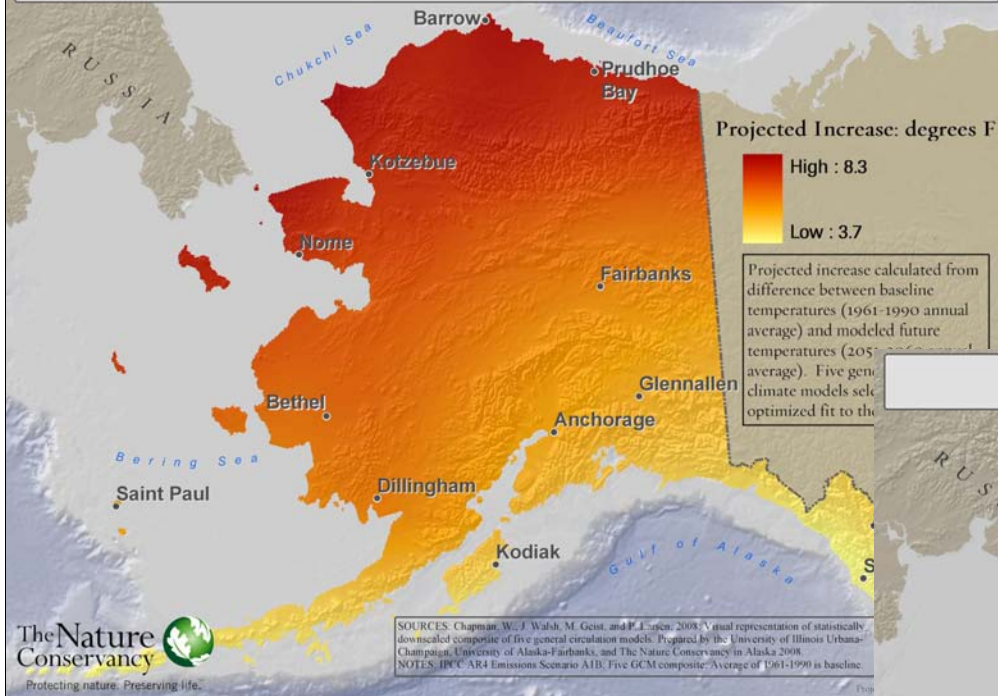 Barrow
Beaufort Sea
Chukchi Sea
RUSSIA
Prudhoe
Bay
Projected Increase: degrees F
High : 8.3
Low : 3.7
Kotzebue
Nome
Fairbanks
Projected increase calculated from
difference between baseline
temperatures (1961-1990 annual
average) and modeled future
temperatures
average). Five
climate models
optimized fit to
Glennallen
Bethel
Anchorage
Bering Sea
Saint Paul
Dillingham
Kodiak
Gulf of Alaska
The Nature
Conservancy
Protecting nature. Preserving life.™
SOURCES: Chapman, W., J. Walsh, M. Geist, and P. Larsen, 2008: Visual representation of statistically
downscaled composite of five general circulation models. Prepared by the University of Illinois Urbana-
Champaign, University of Alaska-Fairbanks, and The Nature Conservancy in Alaska 2008.
NOTES: IPCC AR4 Emissions Scenario A1B, Five GCM composite. Average of 1961-1990 is baseline.